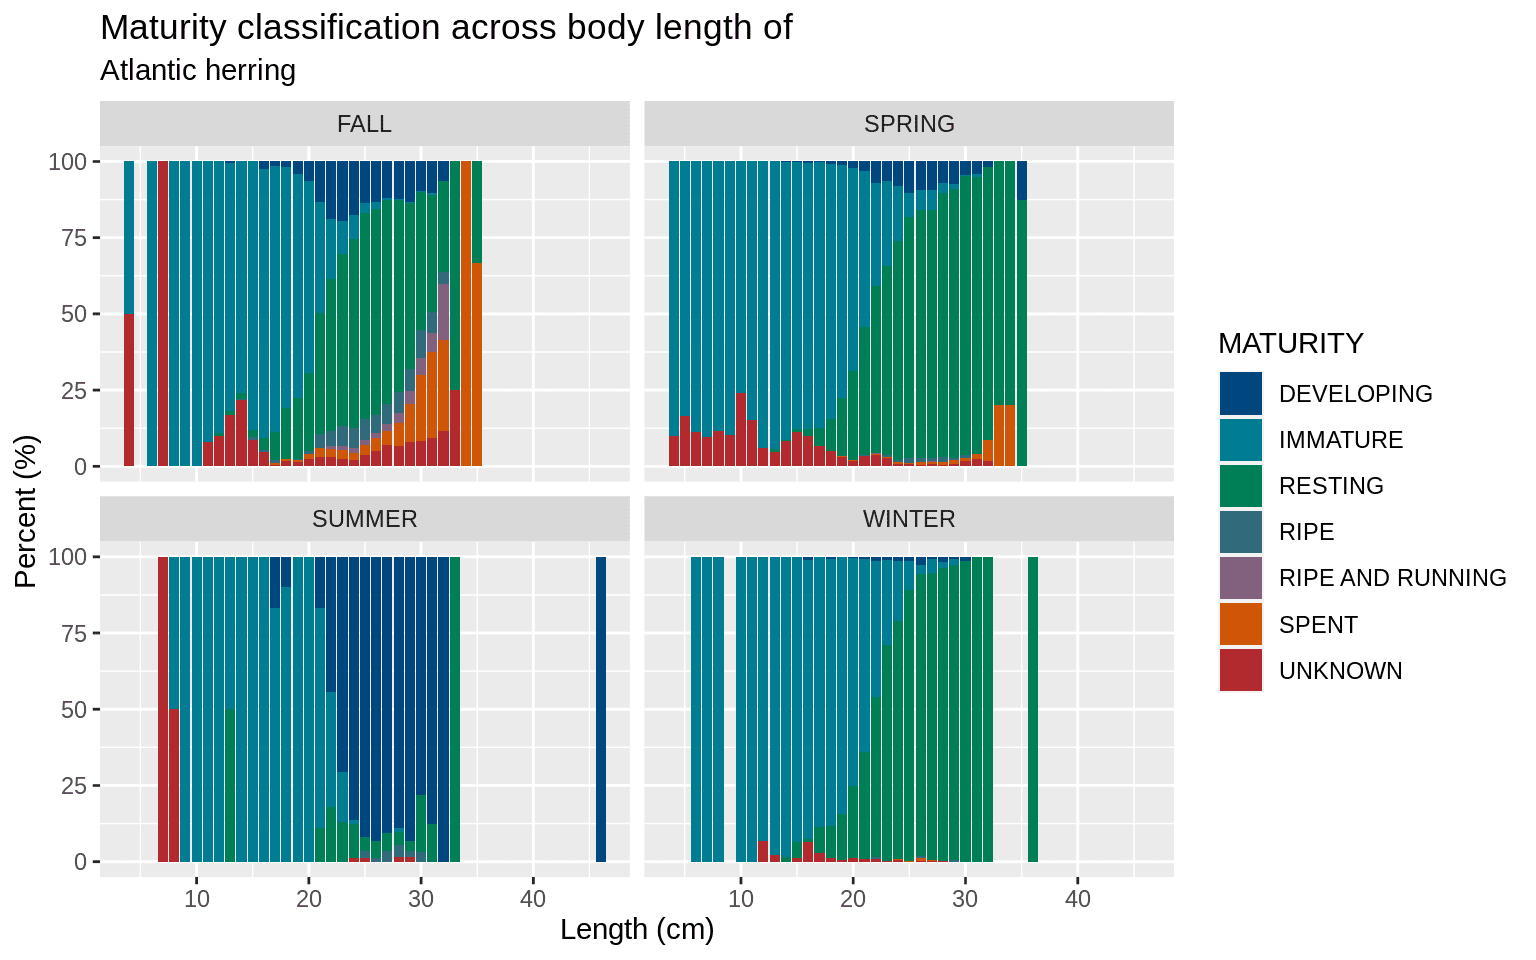 Maturity classification across body length of
Atlantic herring
FALL
SPRING
100
75
50
25
0
SUMMER
WINTER
100
75
50
25
0
10
20
30
40
10
20
30
40
Length (cm)
Percent (%)
MATURITY
DEVELOPING
IMMATURE
RESTING
RIPE
RIPE AND RUNNING
SPENT
UNKNOWN